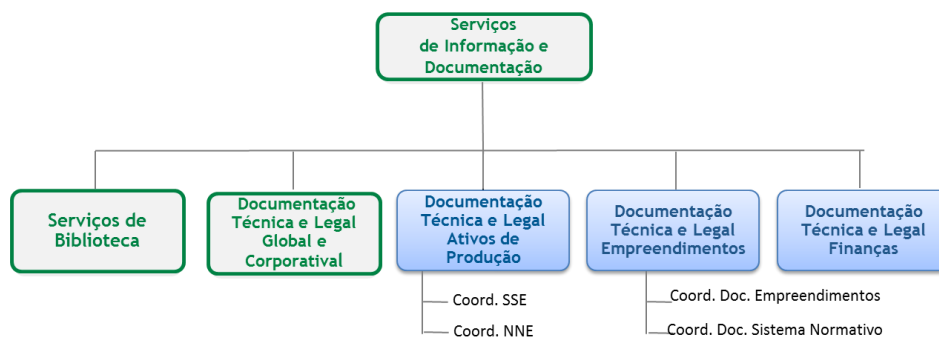 Serviços
de Informação e
Documentação
Serviços de
Biblioteca
Documentação
Técnica e Legal
Global e
Corporatival
Documentação
Técnica e Legal
Ativos de
Produção
Documentação
Técnica e Legal
Empreendimentos
Documentação
Técnica e Legal
Finanças
Coord. SSE
Coord. NNE
Coord. Doc. Empreendimentos
Coord. Doc. Sistema Normativo